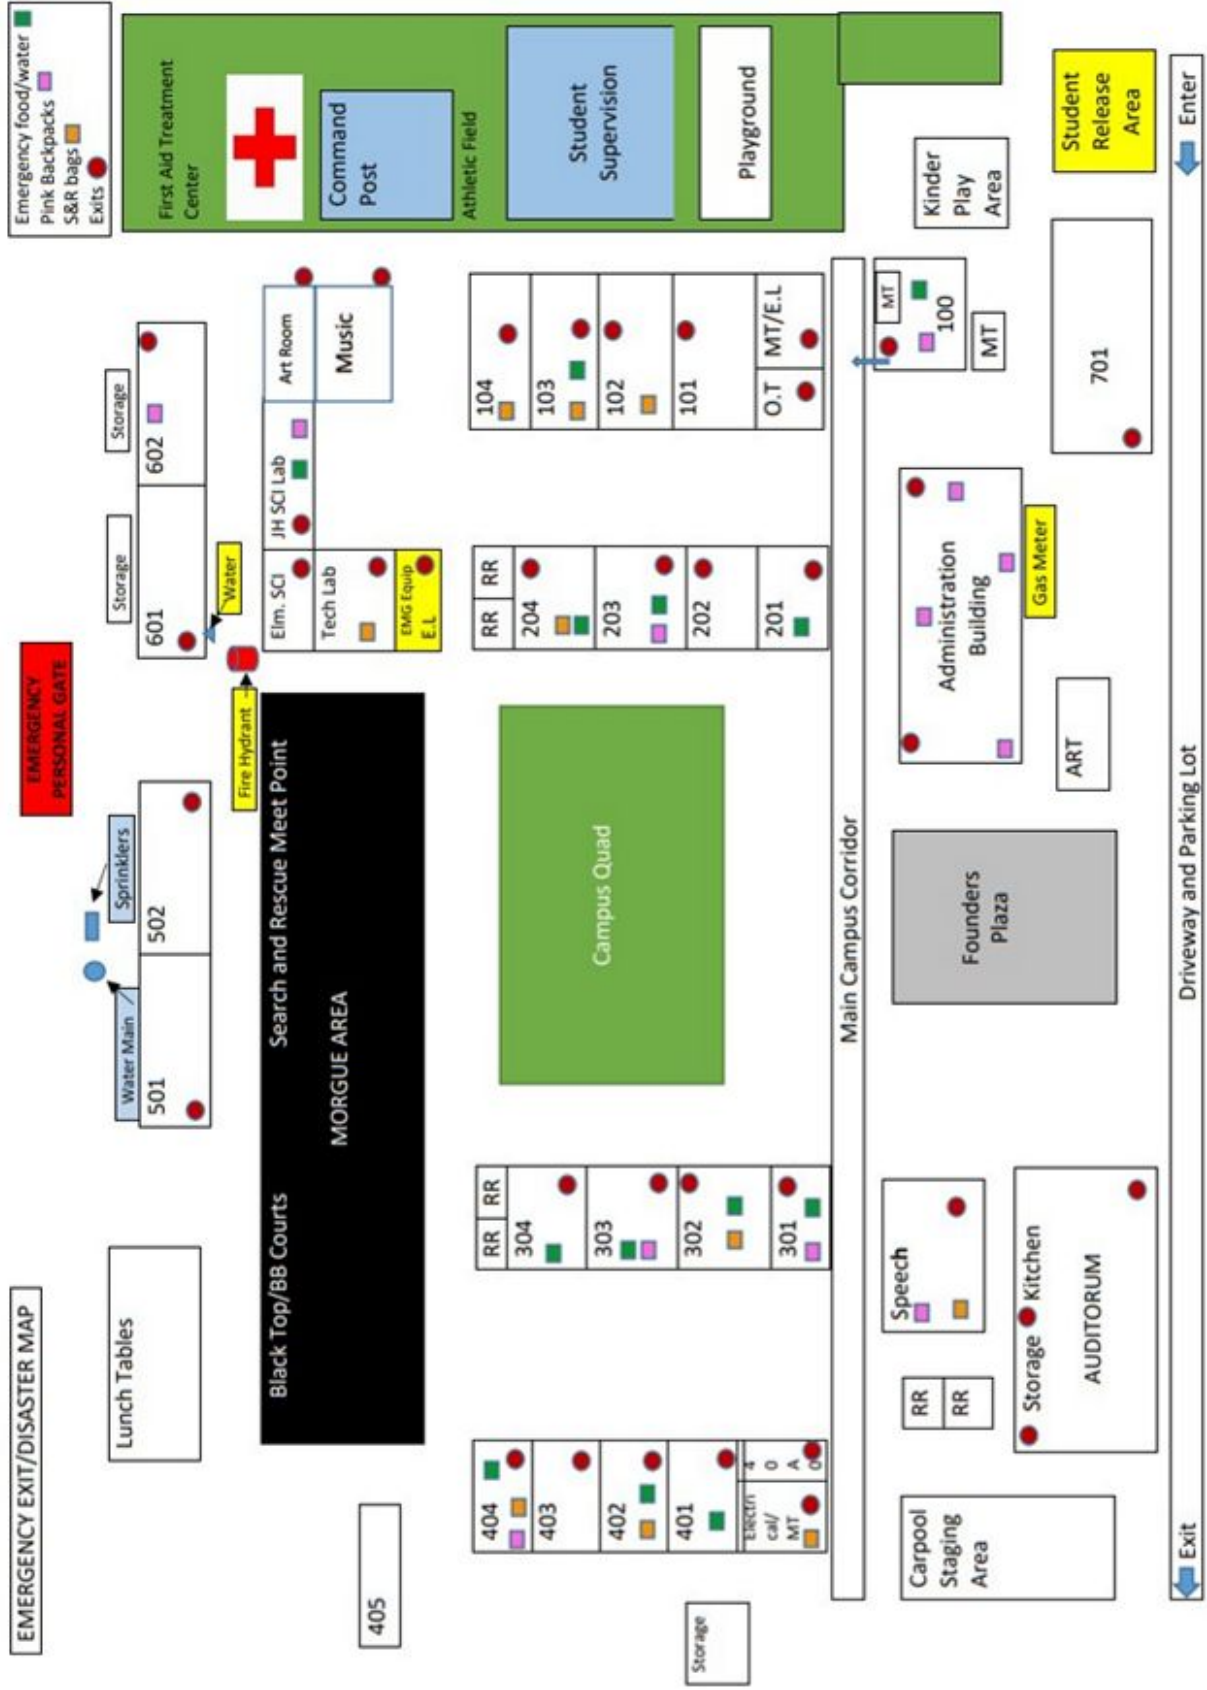 EMERGENCY EXIT/DISASTER MAP
Emergency food/water
Pink Backpacks
S&R bags
Exits
EMERGENCY
PERSONAL GATE
Lunch Tables
Water Main
Sprinklers
501
502
Storage
Storage
601
602
Water
Fire Hydrant
First Aid Treatment
Center
Command
Post
Athletic Field
Student
Supervision
Playground
405
Black Top/BB Courts
Search and Rescue Meet Point
MORGUE AREA
Elm. SCI
JH SCI Lab
Art Room
Music
Tech Lab
EMG Equip
E.L
404
403
402
401
Electri
cal/
MT
4
0
A
0
Storage
RR
RR
304
303
302
301
Campus Quad
RR
RR
204
203
202
201
104
103
102
101
O.T
MT/E.L
Main Campus Corridor
Carpool
Staging
Area
RR
RR
Speech
Storage
Kitchen
AUDITORUM
Founders
Plaza
ART
Administration
Building
Gas Meter
MT
100
MT
701
Kinder
Play
Area
Student
Release
Area
Exit
Driveway and Parking Lot
Enter